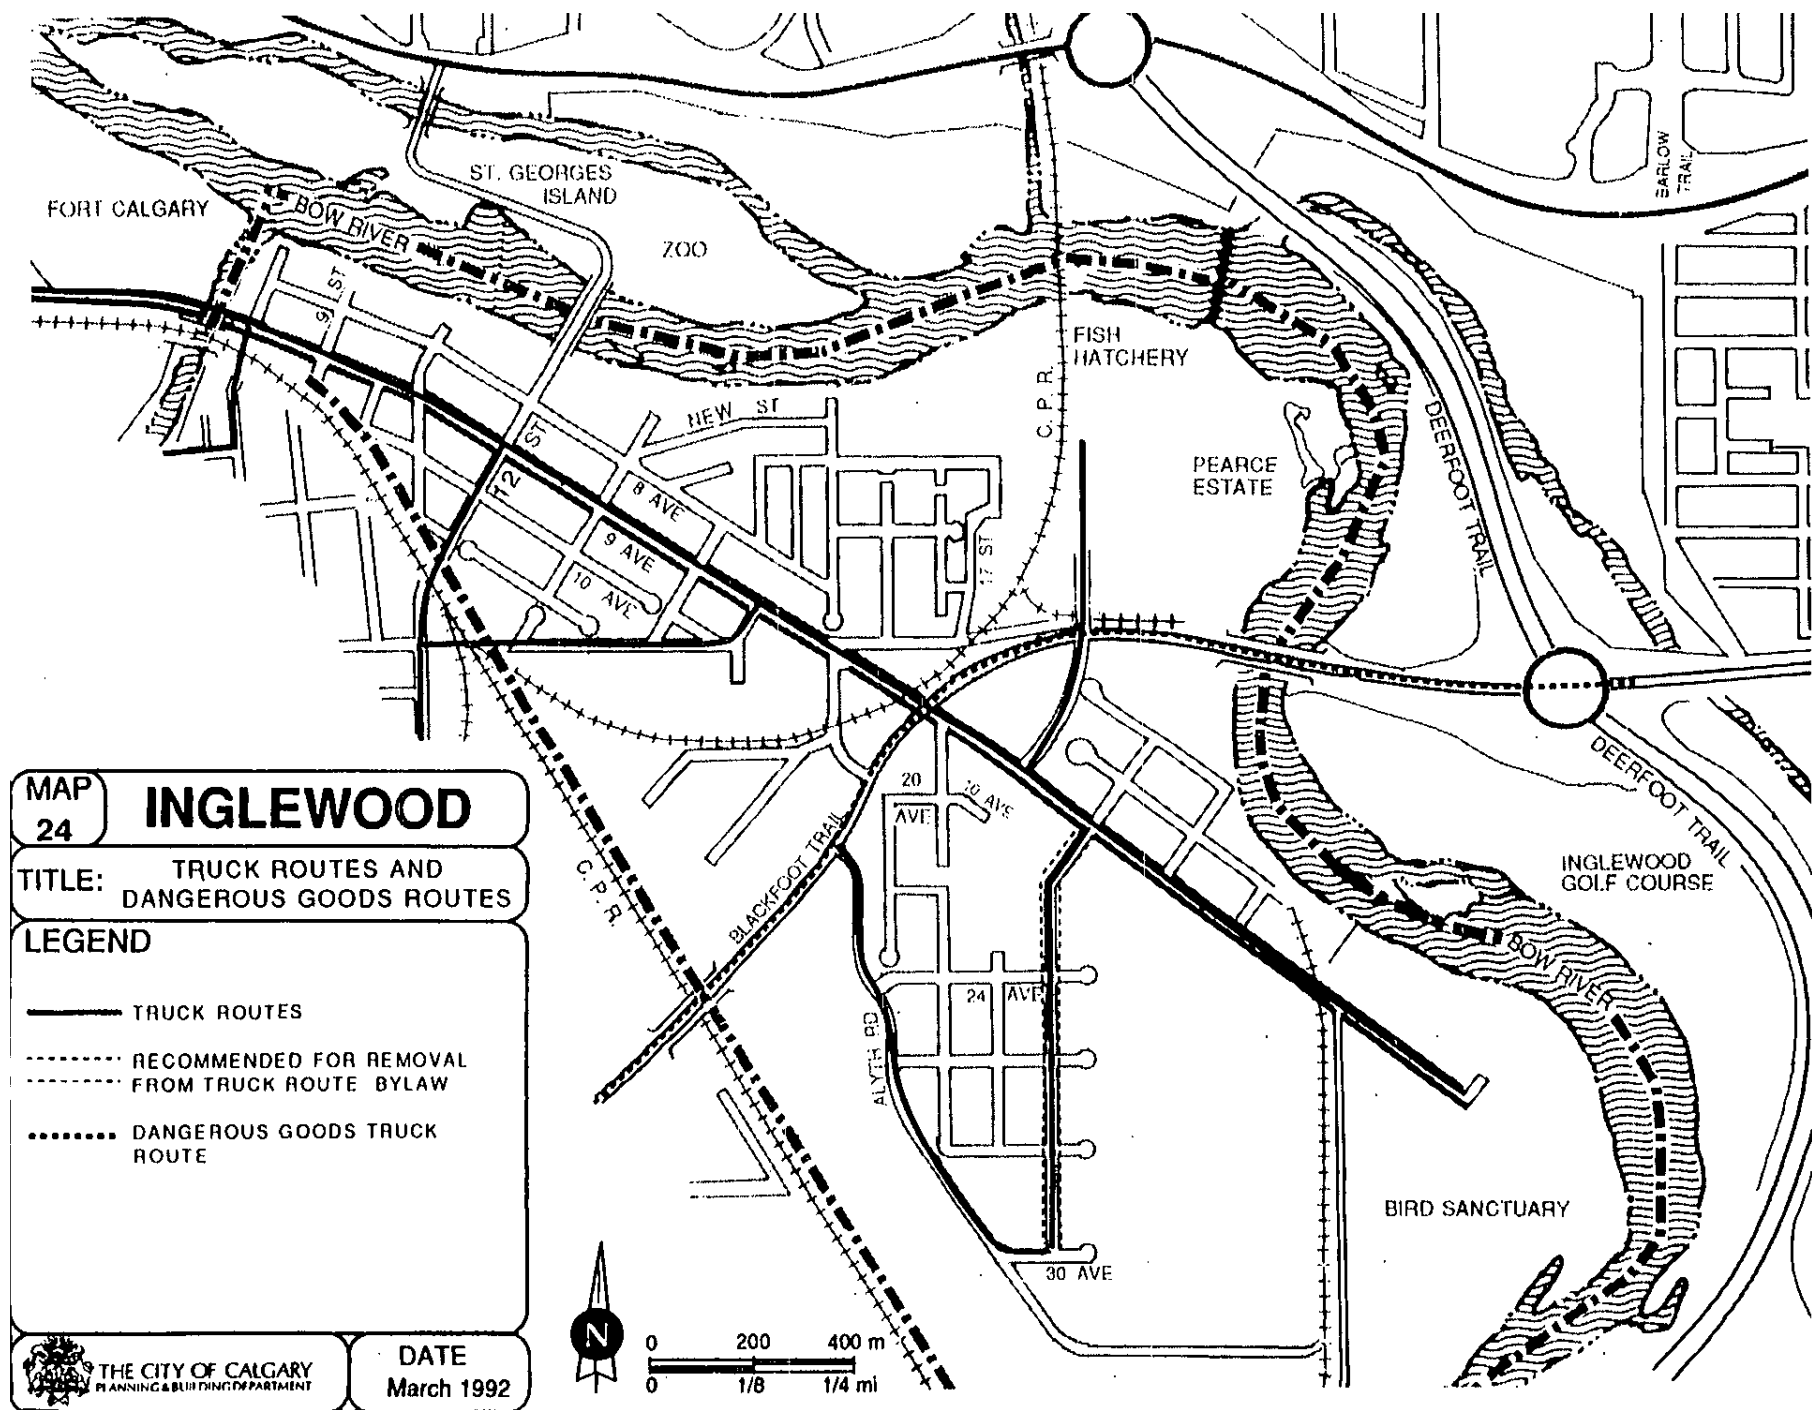 ST. GEORGES
ISLAND
BARLOW
TRAIL
FORT CALGARY
BOW RIVER
ZOO
9 ST
FISH
HATCHERY
C. P. R.
NEW ST
DEERFOOT TRAIL
12 ST
PEARCE
ESTATE
8 AVE
9 AVE
10 AVE
17 ST
DEERFOOT TRAIL
20
AVE
10 AVE
BLACKFOOT TRAIL
C. P. R.
INGLEWOOD
GOLF COURSE
BOW RIVER
24 AVE
ALYTH RD
BIRD SANCTUARY
30 AVE
MAP
24
INGLEWOOD
TITLE:
TRUCK ROUTES AND
DANGEROUS GOODS ROUTES
LEGEND
TRUCK ROUTES
RECOMMENDED FOR REMOVAL
FROM TRUCK ROUTE BYLAW
DANGEROUS GOODS TRUCK
ROUTE
THE CITY OF CALGARY
PLANNING & BUILDING DEPARTMENT
DATE
March 1992
N
0 200 400 m
0 1/8 1/4 mi